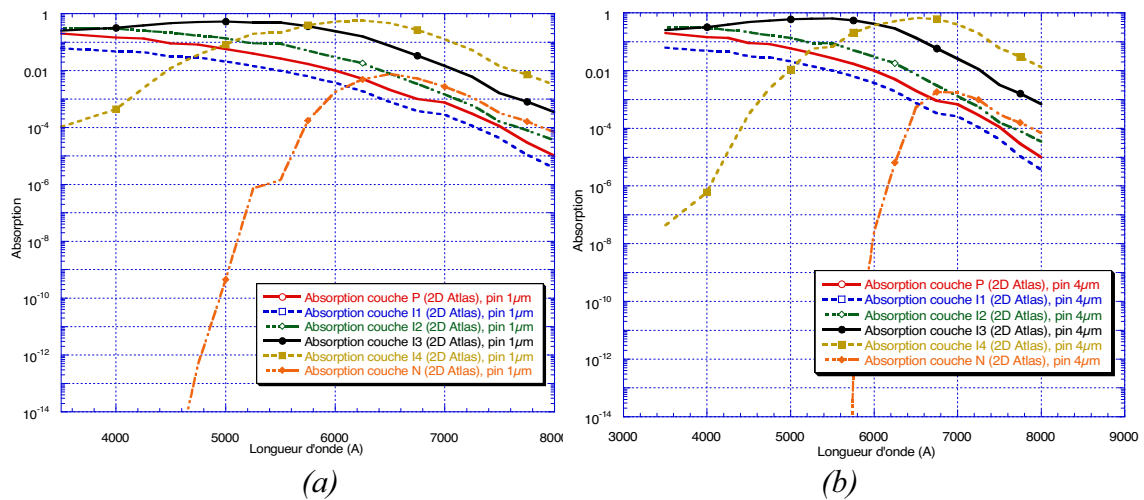 1
0.01
10-4
10-6
10-8
10-10
10-12
10-14
Absorption
4000 5000 6000 7000 800
Longueur d'onde (A)
Absorption couche P (2D Atlas), pin 1µm
Absorption couche I1 (2D Atlas), pin 1µm
Absorption couche I2 (2D Atlas), pin 1µm
Absorption couche I3 (2D Atlas), pin 1µm
Absorption couche I4 (2D Atlas), pin 1µm
Absorption couche N (2D Atlas), pin 1µm
(a)
1
0.01
10-4
10-6
10-8
10-10
10-12
10-14
Absorption
3000 4000 5000 6000 7000 8000 9000
Longueur d'onde (A)
Absorption couche P (2D Atlas), pin 4µm
Absorption couche I1 (2D Atlas), pin 4µm
Absorption couche I2 (2D Atlas), pin 4µm
Absorption couche I3 (2D Atlas), pin 4µm
Absorption couche I4 (2D Atlas), pin 4µm
Absorption couche N (2D Atlas), pin 4µm
(b)